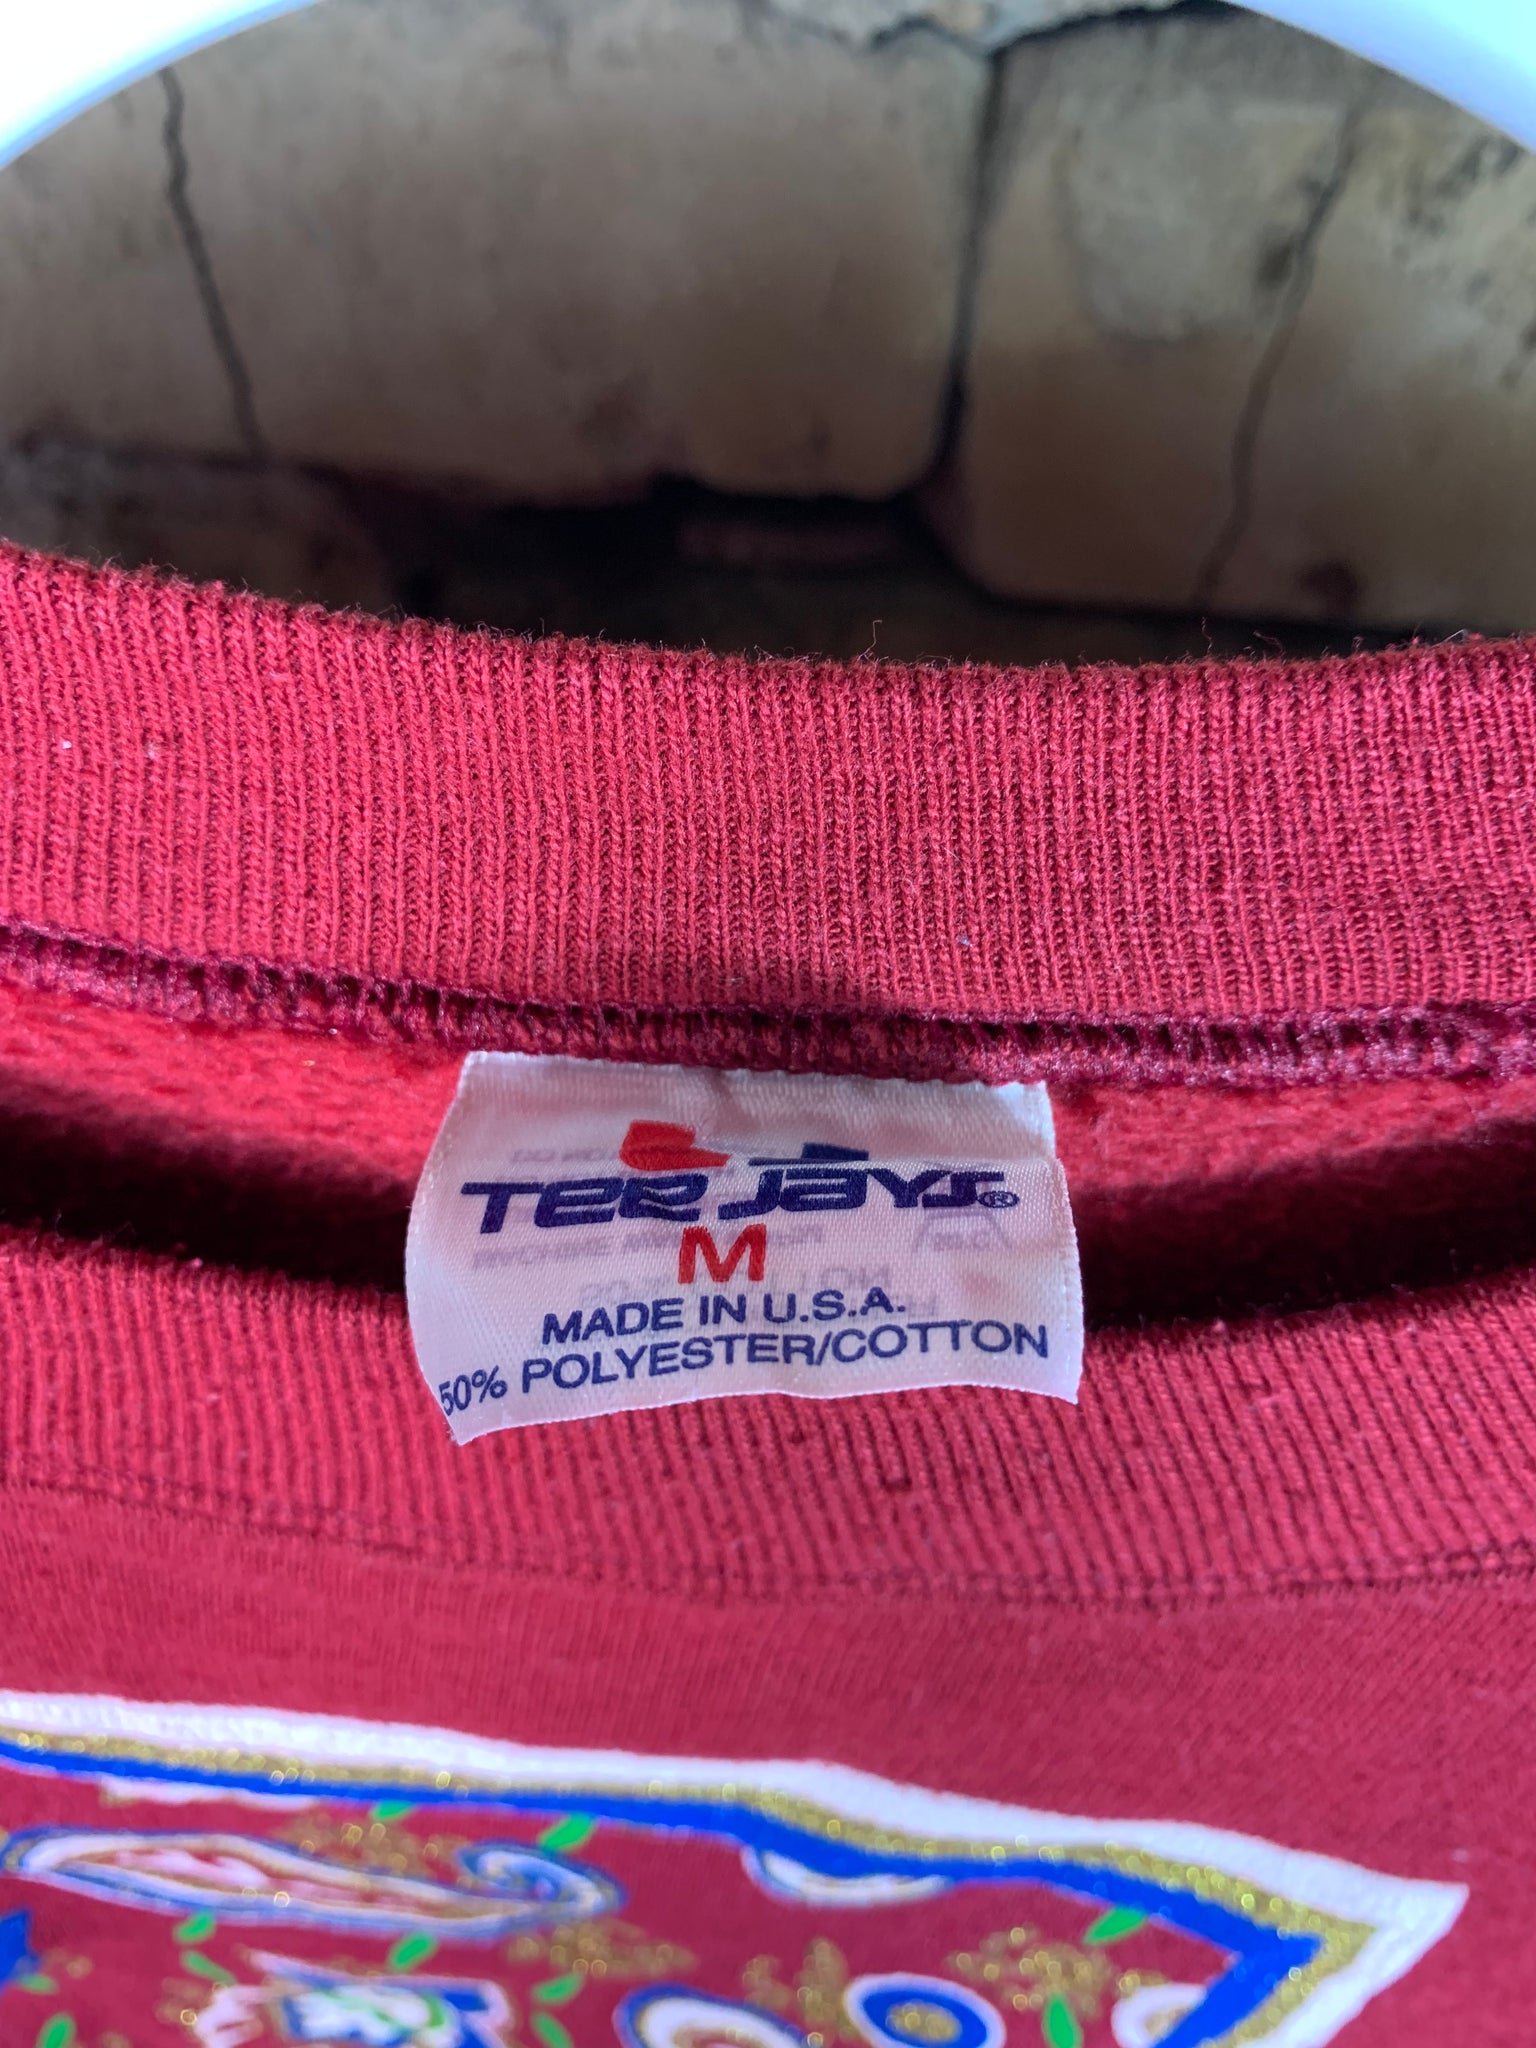 TEE JAYS®
M
MADE IN U.S.A.
50% POLYESTER/COTTON